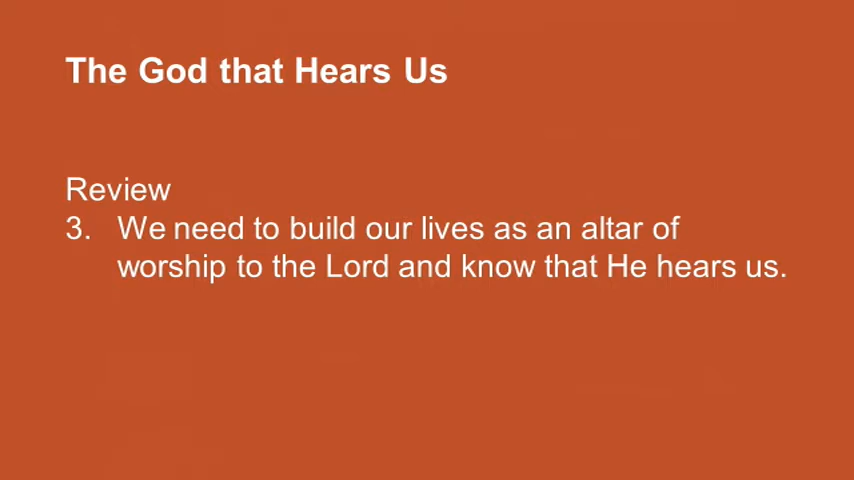 The God that Hears Us
Review
3. We need to build our lives as an altar of
worship to the Lord and know that He hears us.